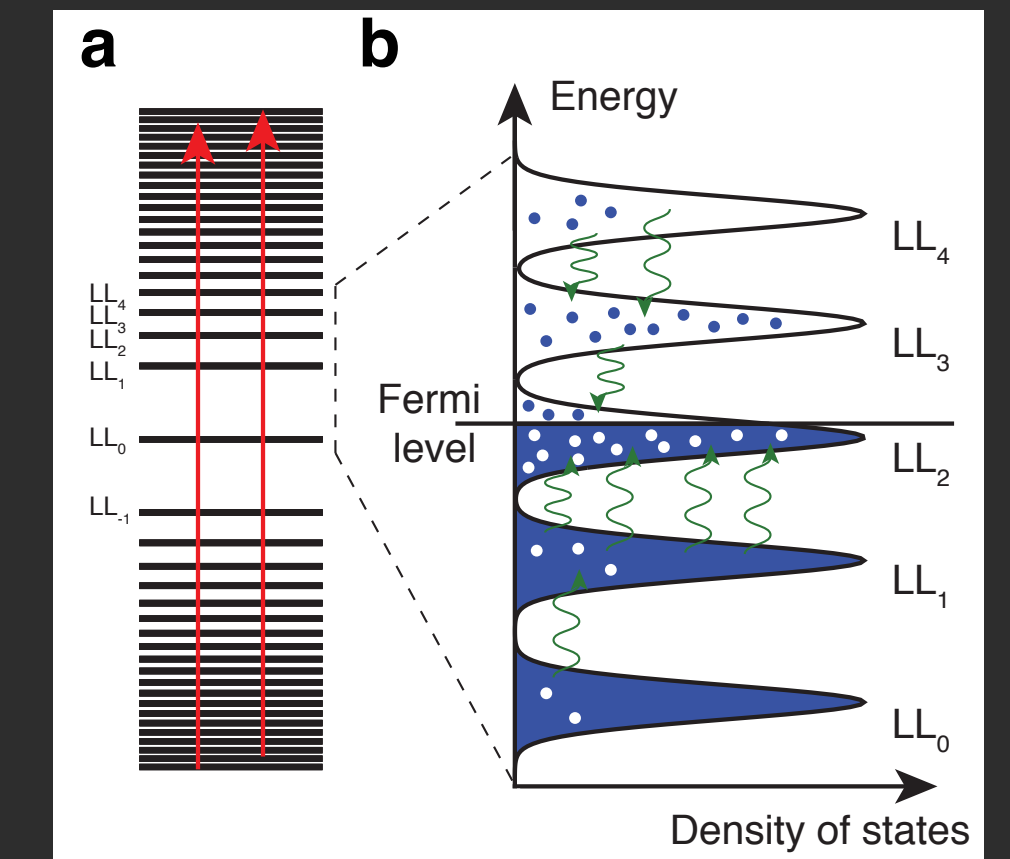 a
b
LL4
LL3
LL2
LL1
LL0
LL-1
Energy
LL4
LL3
Fermi
level
LL2
LL1
LL0
Density of states